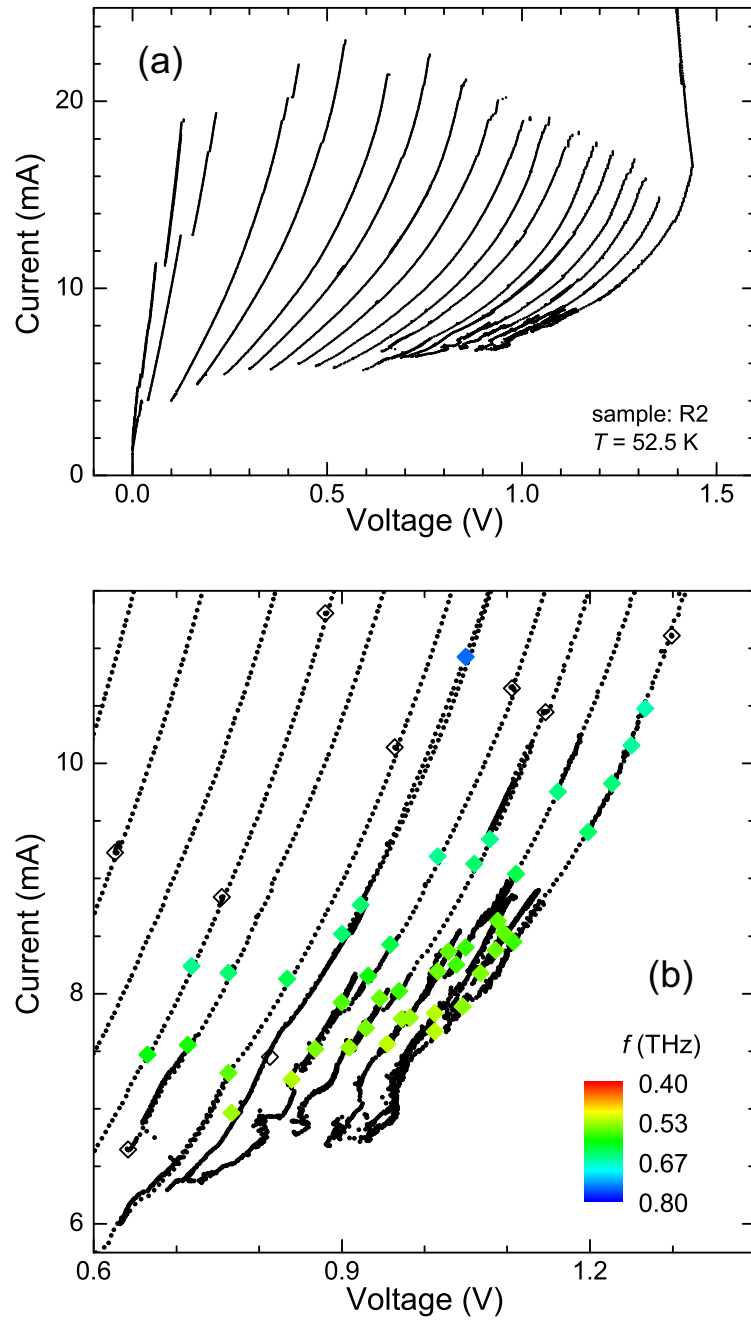 (a)
20
10
0
Current (mA)
sample: R2
T = 52.5 K
0.0 0.5 1.0 1.5
Voltage (V)
10
8
6
Current (mA)
(b)
f (THz)
0.40
0.53
0.67
0.80
0.6 0.9 1.2
Voltage (V)